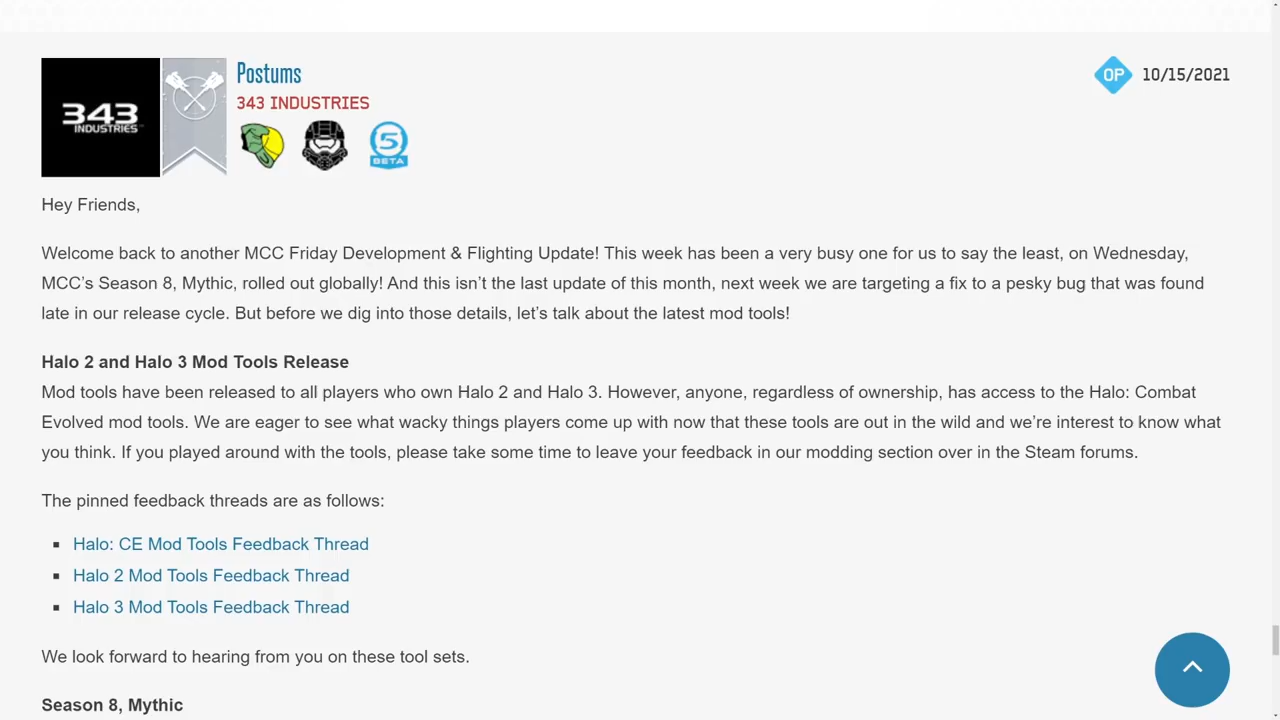 343
INDUSTRIES
Postums
343 INDUSTRIES
5
BETA
OP 10/15/2021
Hey Friends,
Welcome back to another MCC Friday Development & Flighting Update! This week has been a very busy one for us to say the least, on Wednesday,
MCC’s Season 8, Mythic, rolled out globally! And this isn’t the last update of this month, next week we are targeting a fix to a pesky bug that was found
late in our release cycle. But before we dig into those details, let’s talk about the latest mod tools!
Halo 2 and Halo 3 Mod Tools Release
Mod tools have been released to all players who own Halo 2 and Halo 3. However, anyone, regardless of ownership, has access to the Halo: Combat
Evolved mod tools. We are eager to see what wacky things players come up with now that these tools are out in the wild and we’re interest to know what
you think. If you played around with the tools, please take some time to leave your feedback in our modding section over in the Steam forums.
The pinned feedback threads are as follows:
Halo: CE Mod Tools Feedback Thread
Halo 2 Mod Tools Feedback Thread
Halo 3 Mod Tools Feedback Thread
We look forward to hearing from you on these tool sets.
Season 8, Mythic